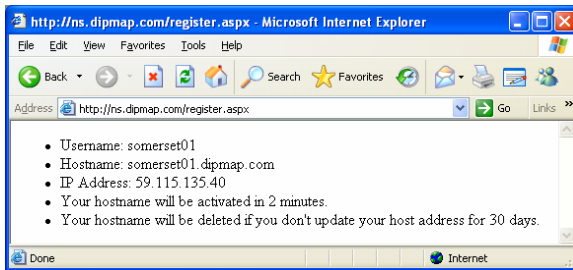 http://ns.dipmap.com/register.aspx - Microsoft Internet Explorer
File Edit View Favorites Tools Help
Back Search Favorites
Address http://ns.dipmap.com/register.aspx Go Links »
• Username: somerset01
• Hostname: somerset01.dipmap.com
• IP Address: 59.115.135.40
• Your hostname will be activated in 2 minutes.
• Your hostname will be deleted if you don't update your host address for 30 days.
Done Internet